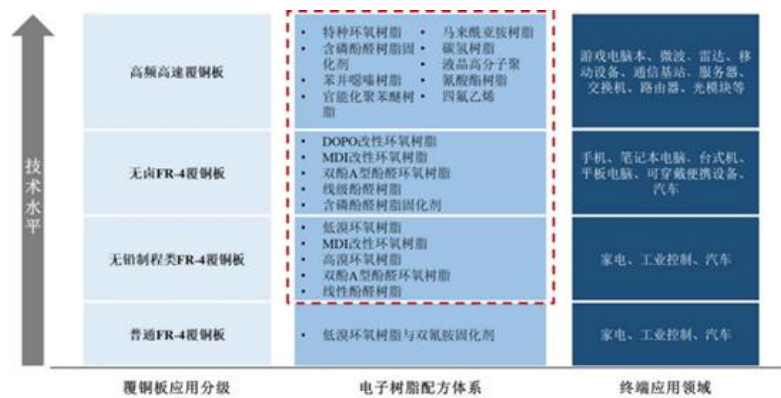 技术水平
高频高速覆铜板
• 特种环氧树脂
• 含磷酚醛树脂固化剂
• 苯并噁嗪树脂
• 官能化聚苯醚树脂
• 马来酰亚胺树脂
• 碳氢树脂
• 液晶高分子聚
• 氰酸酯树脂
• 四氟乙烯
游戏电脑本、微波、雷达、移
动设备、通信基站、服务器、
交换机、路由器、光模块等
无卤FR-4覆铜板
• DOPO改性环氧树脂
• MDI改性环氧树脂
• 双酚A型酚醛环氧树脂
• 线级酚醛树脂
• 含磷酚醛树脂固化剂
手机、笔记本电脑、台式机、
平板电脑、可穿戴便携设备、
汽车
无铅制程类FR-4覆铜板
• 低溴环氧树脂
• MDI改性环氧树脂
• 高溴环氧树脂
• 双酚A型酚醛环氧树脂
• 线性酚醛树脂
家电、工业控制、汽车
普通FR-4覆铜板
• 低溴环氧树脂与双氰胺固化剂
家电、工业控制、汽车
覆铜板应用分级
电子树脂配方体系
终端应用领域